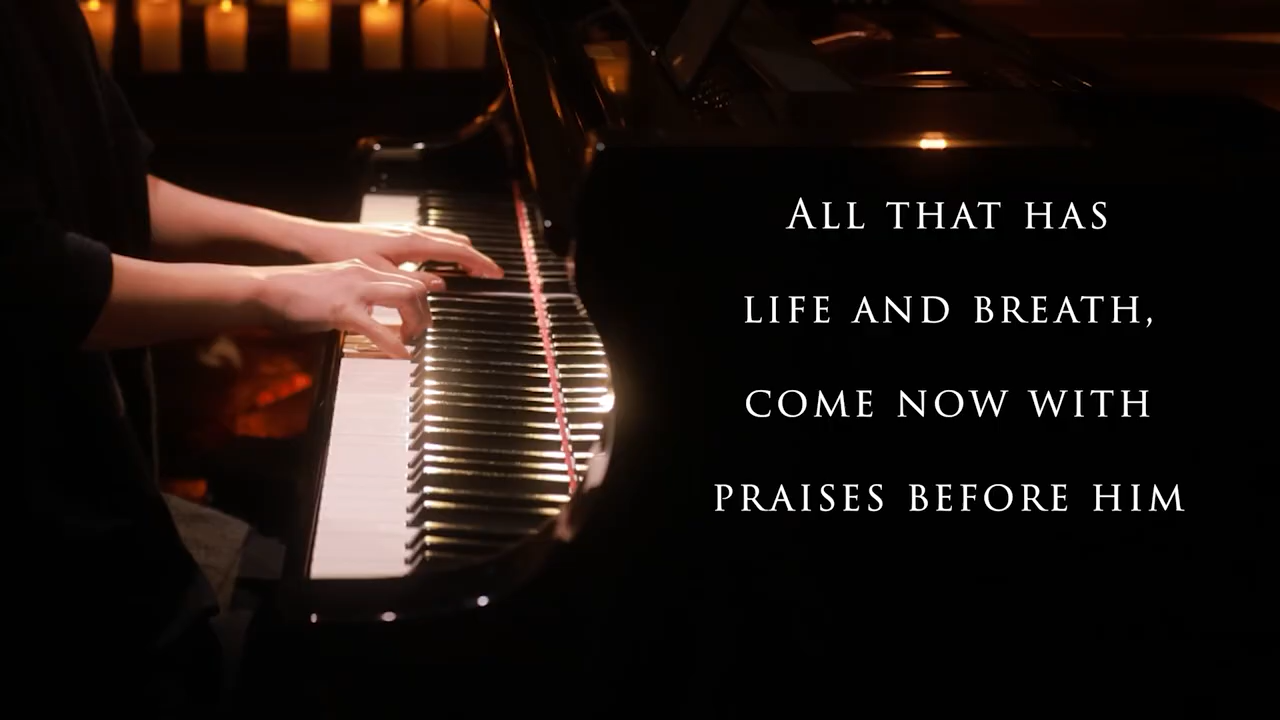 All that has
life and breath,
come now with
praises before Him